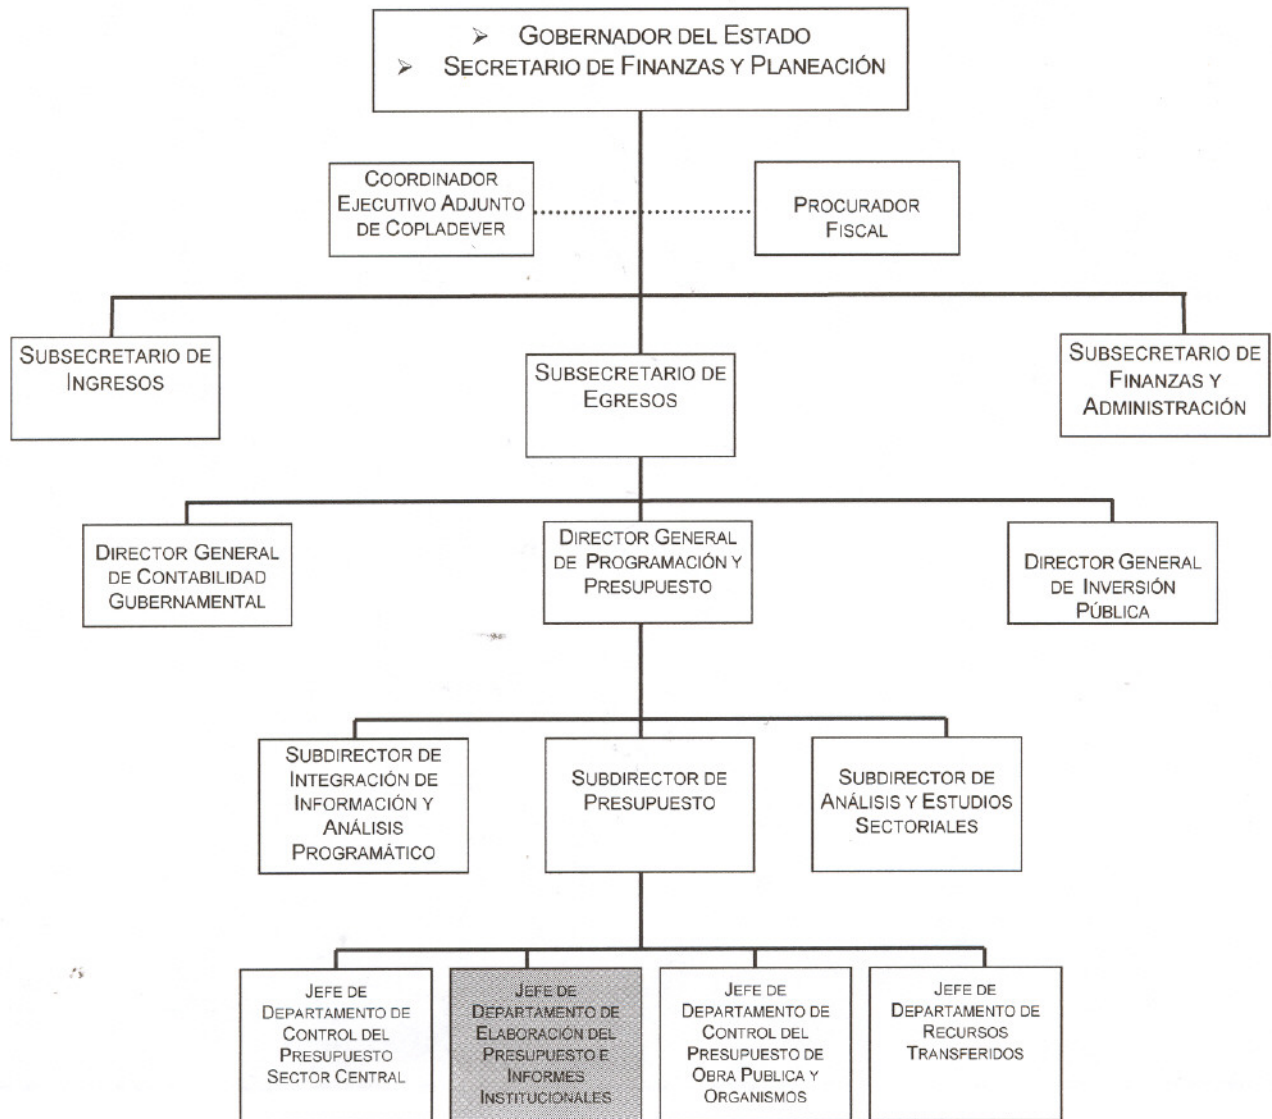 ➢ GOBERNADOR DEL ESTADO
➢ SECRETARIO DE FINANZAS Y PLANEACIÓN
COORDINADOR
EJECUTIVO ADJUNTO
DE COPLADEVER
PROCURADOR
FISCAL
SUBSECRETARIO DE
INGRESOS
SUBSECRETARIO DE
EGRESOS
SUBSECRETARIO DE
FINANZAS Y
ADMINISTRACIÓN
DIRECTOR GENERAL
DE CONTABILIDAD
GUBERNAMENTAL
DIRECTOR GENERAL
DE PROGRAMACIÓN Y
PRESUPUESTO
DIRECTOR GENERAL
DE INVERSIÓN
PÚBLICA
SUBDIRECTOR DE
INTEGRACIÓN DE
INFORMACIÓN Y
ANÁLISIS
PROGRAMÁTICO
SUBDIRECTOR DE
PRESUPUESTO
SUBDIRECTOR DE
ANÁLISIS Y ESTUDIOS
SECTORIALES
JEFE DE
DEPARTAMENTO DE
CONTROL DEL
PRESUPUESTO
SECTOR CENTRAL
JEFE DE
DEPARTAMENTO DE
ELABORACIÓN DEL
PRESUPUESTO E
INFORMES
INSTITUCIONALES
JEFE DE
DEPARTAMENTO DE
CONTROL DEL
PRESUPUESTO DE
OBRA PUBLICA Y
ORGANISMOS
JEFE DE
DEPARTAMENTO DE
RECURSOS
TRANSFERIDOS